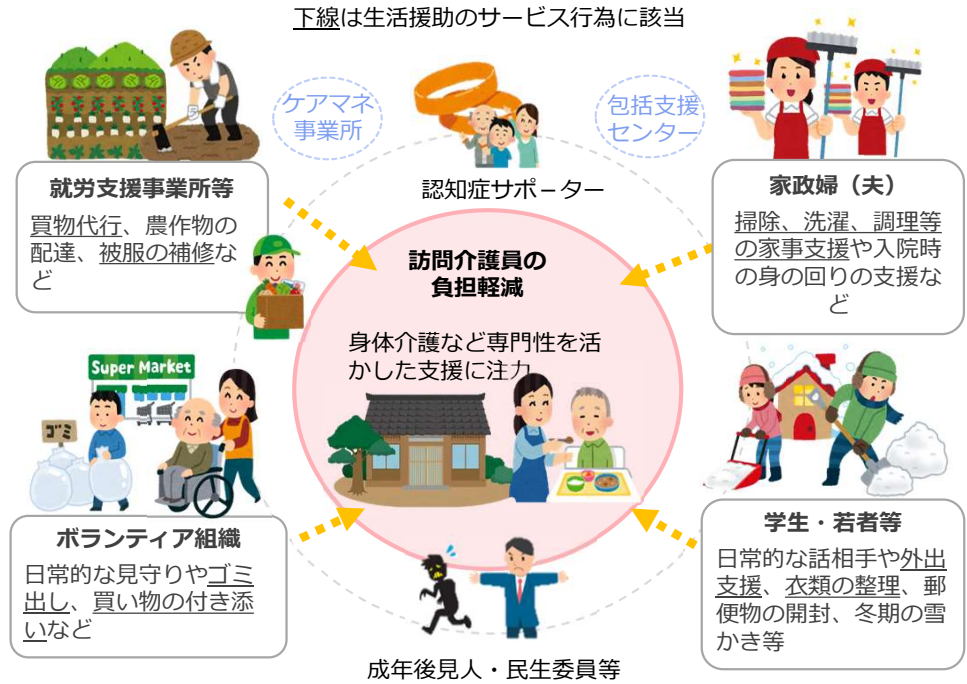 下線は生活援助のサービス行為に該当
ケアマネ
事業所
包括支援
センター
認知症サポーター
就労支援事業所等
買物代行、農作物の
配達、被服の補修な
ど
家政婦（夫）
掃除、洗濯、調理等
の家事支援や入院時
の身の回りの支援な
ど
訪問介護員の
負担軽減
身体介護など専門性を活
かした支援に注力
Super Market
ゴミ
ボランティア組織
日常的な見守りやゴミ
出し、買い物の付き添
いなど
学生・若者等
日常的な話相手や外出
支援、衣類の整理、郵
便物の開封、冬期の雪
かき等
成年後見人・民生委員等